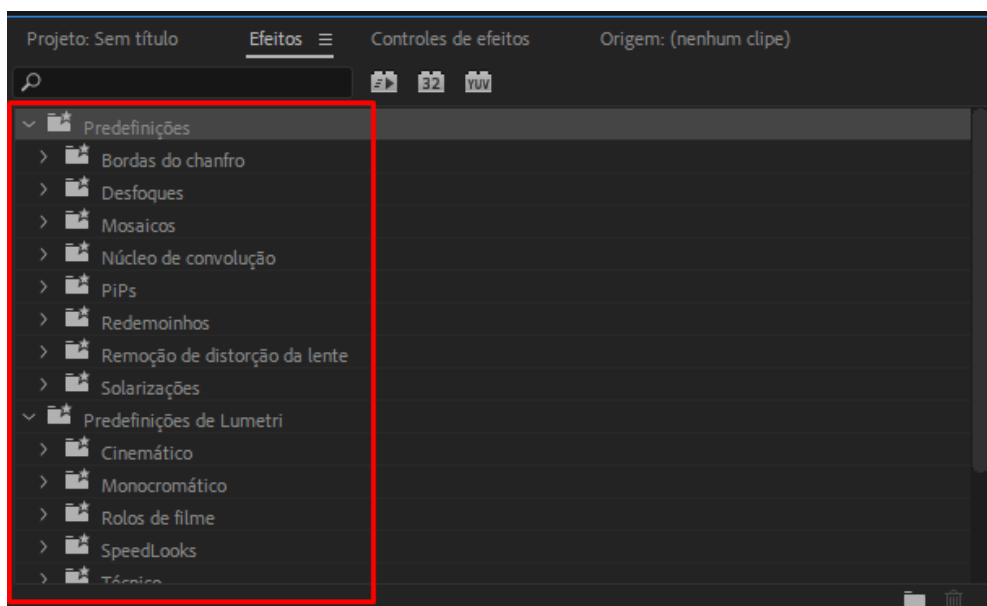 Projeto: Sem título Efeitos Controles de efeitos Origem: (nenhum clipe)
32 YUV
Predefinições
Bordas do chanfro
Desfoques
Mosaicos
Núcleo de convolução
PiPs
Redemoinhos
Remoção de distorção da lente
Solarizações
Predefinições de Lumetri
Cinemático
Monocromático
Rolos de filme
SpeedLooks
Técnico